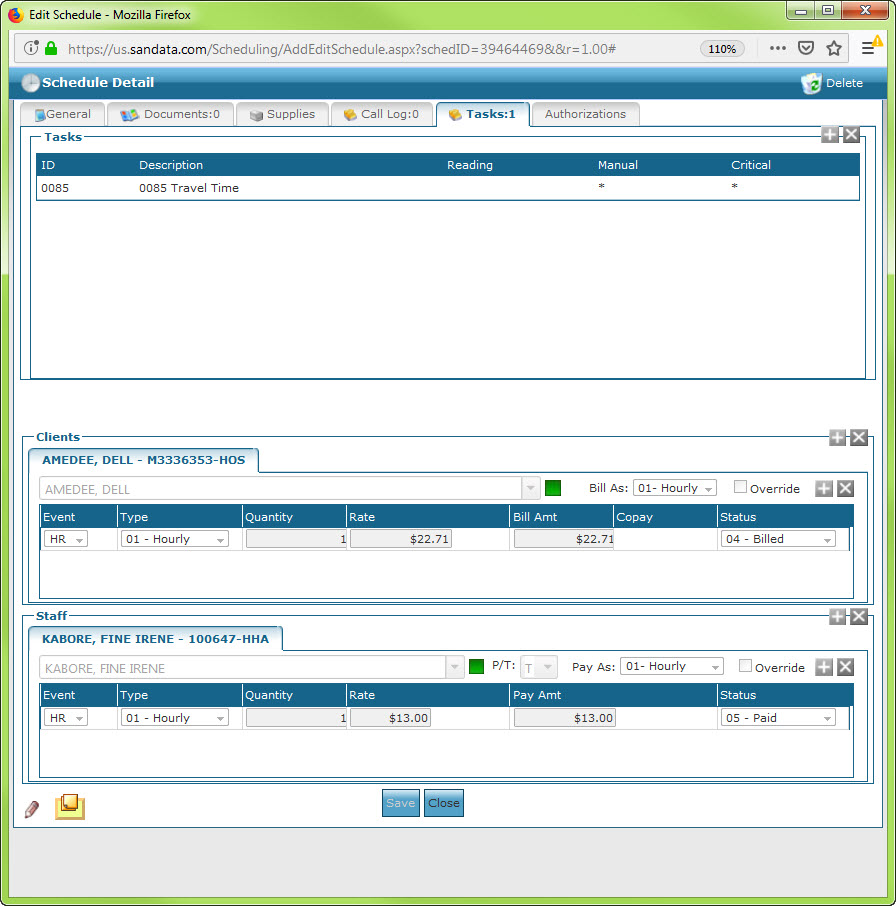 Edit Schedule - Mozilla Firefox
https://us.sandata.com/Scheduling/AddEditSchedule.aspx?schedID=39464469&&r=1.00# 110%
Schedule Detail Delete
General Documents:0 Supplies Call Log:0 Tasks:1 Authorizations
Tasks
ID Description Reading Manual Critical
0085 0085 Travel Time * *
Clients
AMEDEE, DELL - M3336353-HOS
AMEDEE, DELL Bill As: 01- Hourly Override
Event Type Quantity Rate Bill Amt Copay Status
HR 01 - Hourly 1 $22.71 $22.71 04 - Billed
Staff
KABORE, FINE IRENE - 100647-HHA
KABORE, FINE IRENE P/T: T Pay As: 01- Hourly Override
Event Type Quantity Rate Pay Amt Status
HR 01 - Hourly 1 $13.00 $13.00 05 - Paid
Save Close